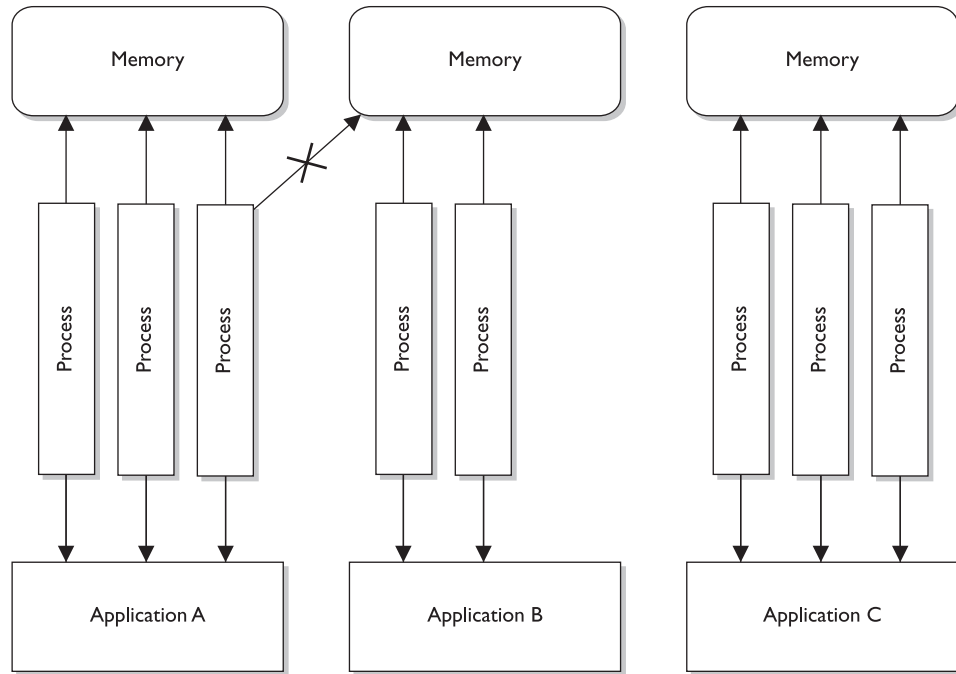 Memory
Memory
Memory
Process
Process
Process
Process
Process
Process
Process
Process
Application A
Application B
Application C